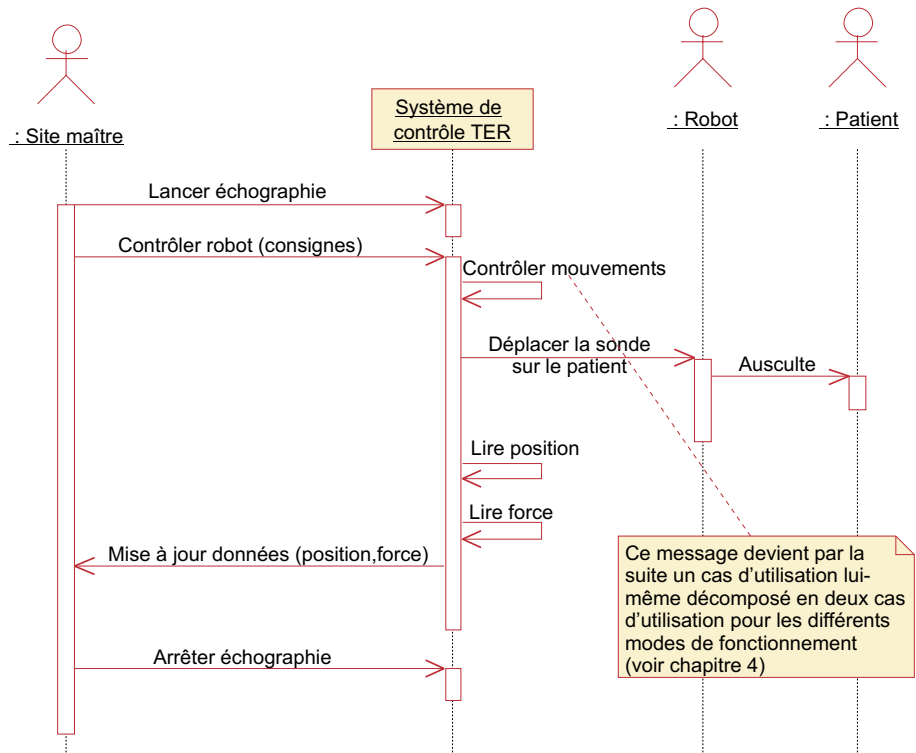 : Site maître
Système de
contrôle TER
: Robot
: Patient
Lancer échographie
Contrôler robot (consignes)
Contrôler mouvements
Déplacer la sonde
sur le patient
Ausculte
Lire position
Lire force
Mise à jour données (position,force)
Ce message devient par la
suite un cas d'utilisation lui-
même décomposé en deux cas
d'utilisation pour les différents
modes de fonctionnement
(voir chapitre 4)
Arrêter échographie